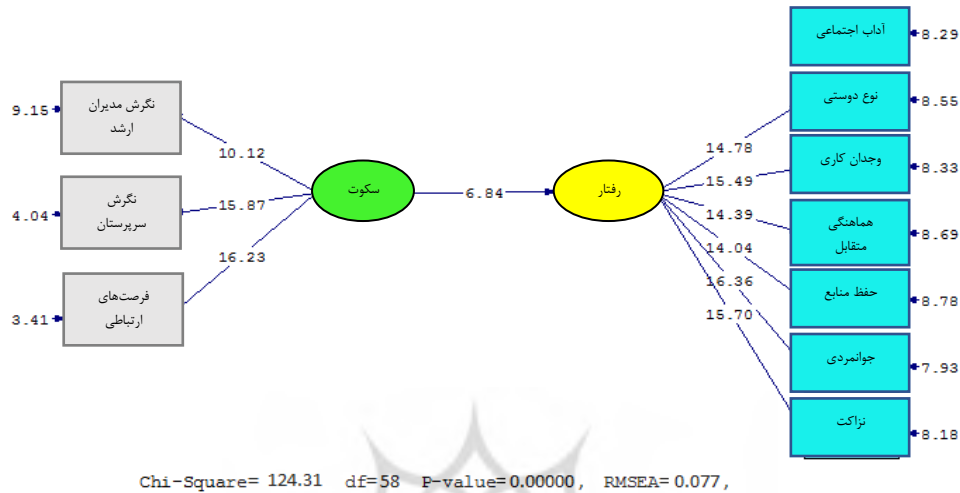 آداب اجتماعی
8.29
نوع دوستی
8.55
نگرش مدیران
ارشد
9.15
10.12
14.78
وجدان کاری
8.33
سکوت
6.84
رفتار
15.49
نگرش
سرپرستان
4.04
15.87
14.39
هماهنگی
متقابل
8.69
14.04
16.23
حفظ منابع
8.78
16.36
فرصت‌های
ارتباطی
3.41
15.70
جوانمردی
7.93
نزاکت
8.18
Chi-Square= 124.31 df=58 P-value=0.00000, RMSEA=0.077,